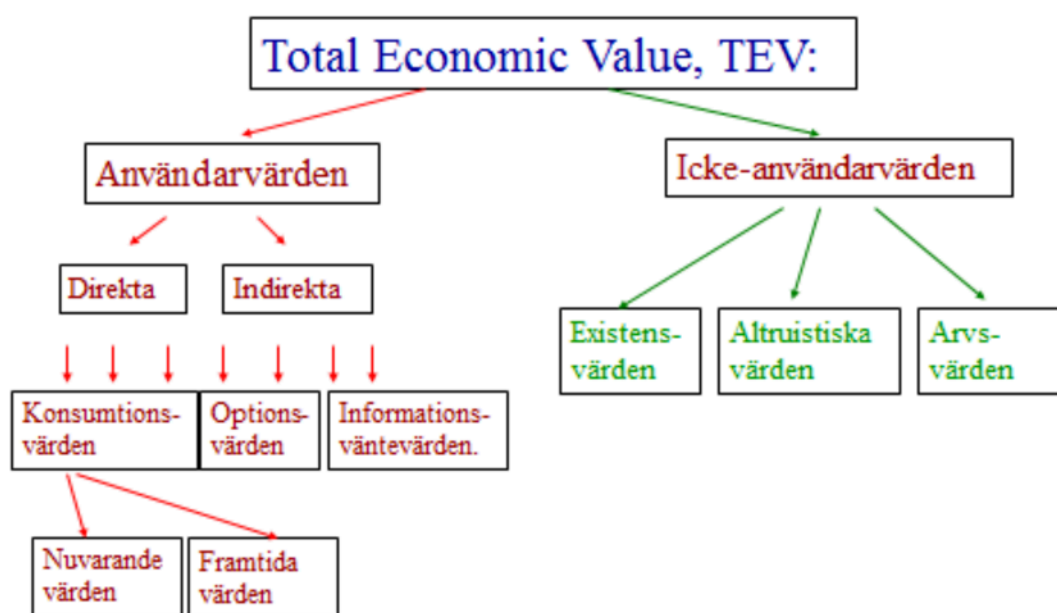 Total Economic Value, TEV:
Användarvärden
Icke-användarvärden
Direkta
Indirekta
Existens-
värden
Altruistiska
värden
Arvs-
värden
Konsumtions-
värden
Options-
värden
Informations-
väntevärden.
Nuvarande
värden
Framtida
värden